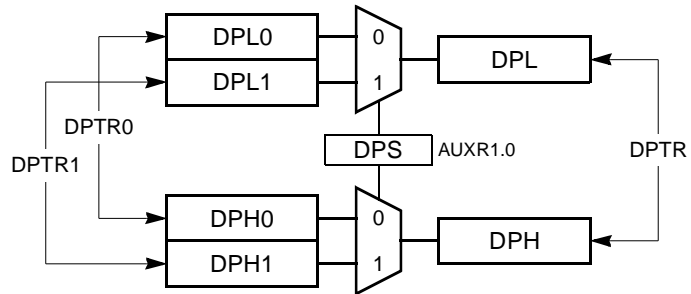 DPL0 0 DPL
DPL1 1
DPTR0 DPTR1 DPS AUXR1.0 DPTR
DPH0 0 DPH
DPH1 1